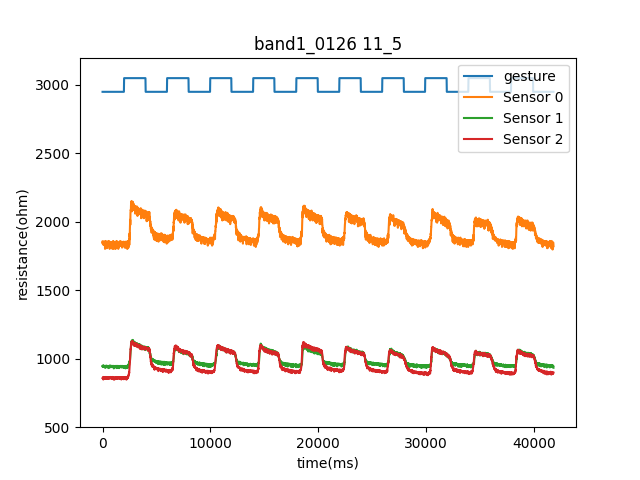 band1_0126 11_5
gesture
Sensor 0
Sensor 1
Sensor 2
3000
2500
2000
1500
1000
500
resistance(ohm)
0
10000
20000
30000
40000
time(ms)